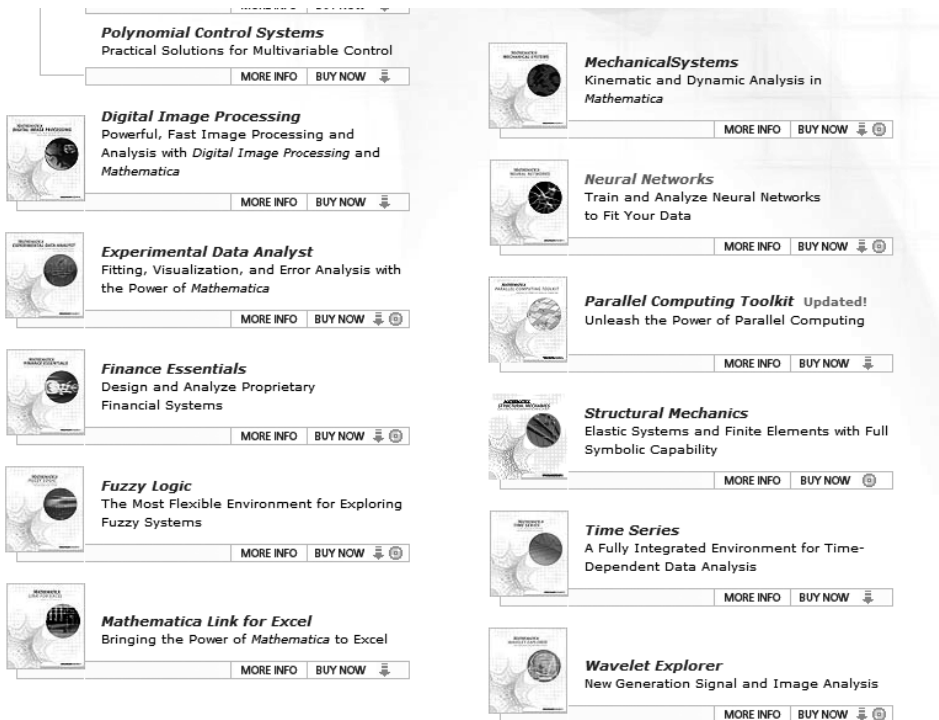 Polynomial Control Systems
Practical Solutions for Multivariable Control
MORE INFO BUY NOW
Digital Image Processing
Powerful, Fast Image Processing and
Analysis with Digital Image Processing and
Mathematica
MORE INFO BUY NOW
Experimental Data Analyst
Fitting, Visualization, and Error Analysis with
the Power of Mathematica
MORE INFO BUY NOW
Finance Essentials
Design and Analyze Proprietary
Financial Systems
MORE INFO BUY NOW
Fuzzy Logic
The Most Flexible Environment for Exploring
Fuzzy Systems
MORE INFO BUY NOW
Mathematica Link for Excel
Bringing the Power of Mathematica to Excel
MORE INFO BUY NOW
MechanicalSystems
Kinematic and Dynamic Analysis in
Mathematica
MORE INFO BUY NOW
Neural Networks
Train and Analyze Neural Networks
to Fit Your Data
MORE INFO BUY NOW
Parallel Computing Toolkit Updated!
Unleash the Power of Parallel Computing
MORE INFO BUY NOW
Structural Mechanics
Elastic Systems and Finite Elements with Full
Symbolic Capability
MORE INFO BUY NOW
Time Series
A Fully Integrated Environment for Time-
Dependent Data Analysis
MORE INFO BUY NOW
Wavelet Explorer
New Generation Signal and Image Analysis
MORE INFO BUY NOW